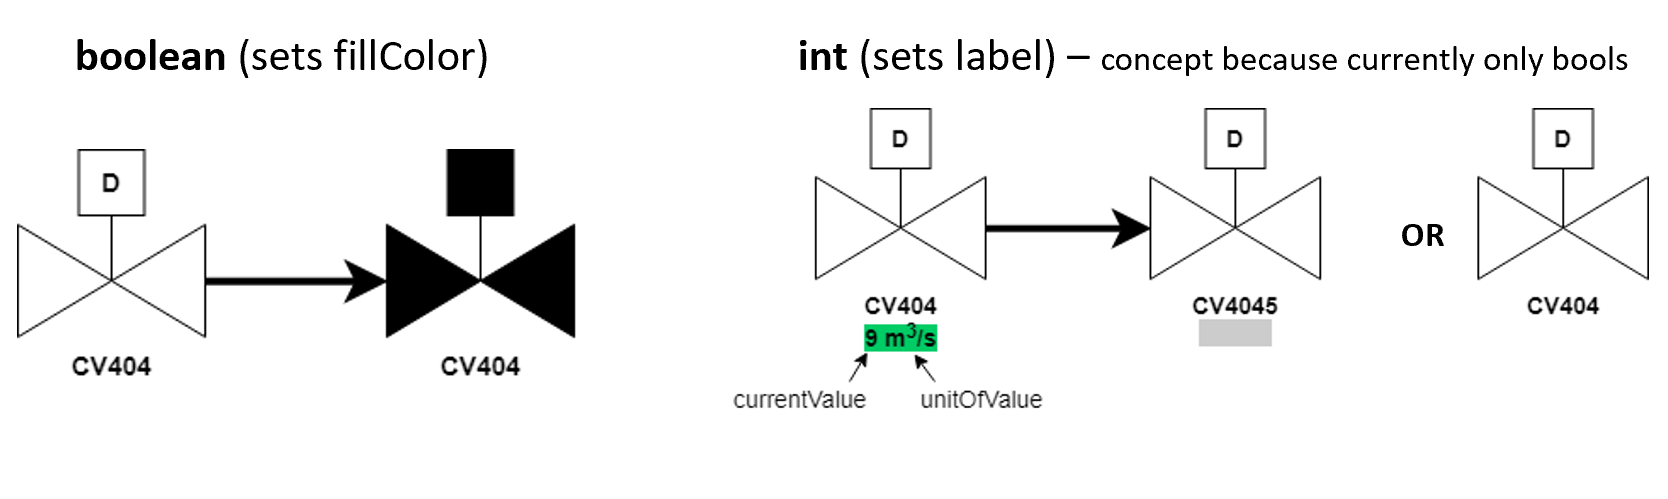 boolean (sets fillColor)
D
CV404
CV404
int (sets label) – concept because currently only bools
D
D
D
OR
CV404
CV4045
CV404
9 m³/s
currentValue
unitOfValue